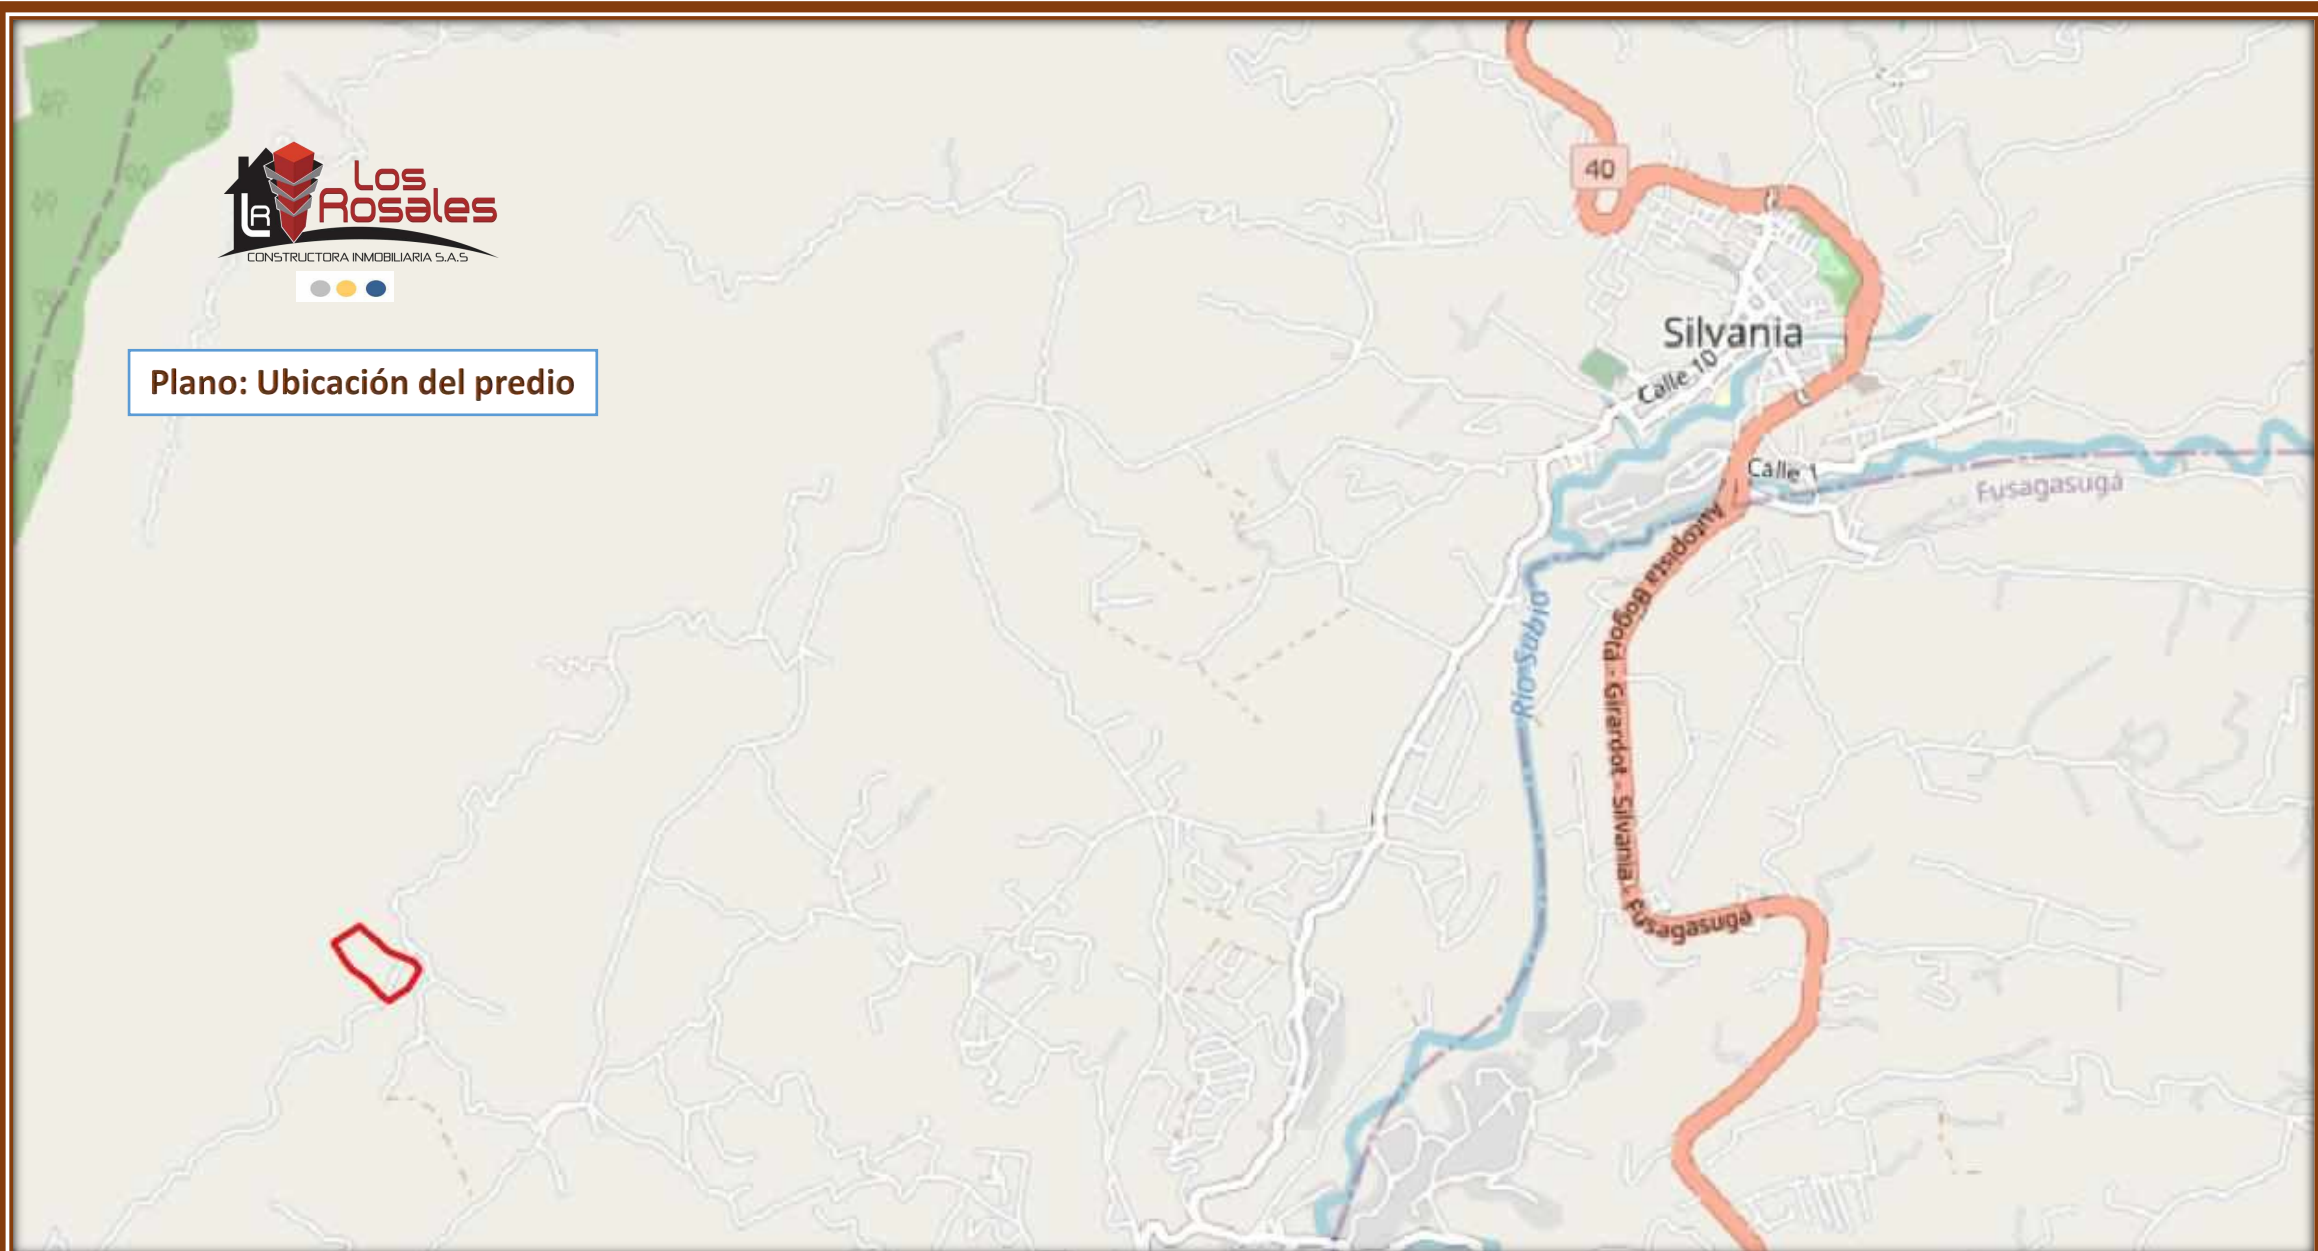 40
LR
Los
Rosales
CONSTRUCTORA INMOBILIARIA S.A.S
Silvania
Calle 10
Plano: Ubicación del predio
Calle 1
Fusagasugá
Autopista Bogotá - Girardot - Silvania, Fusagasugá
Río Subia